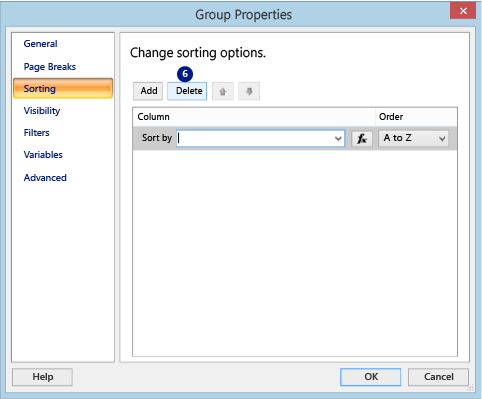 Group Properties
General
Page Breaks
Sorting
Visibility
Filters
Variables
Advanced
Change sorting options.
6
Add Delete
Column Order
Sort by fx A to Z
Help OK Cancel